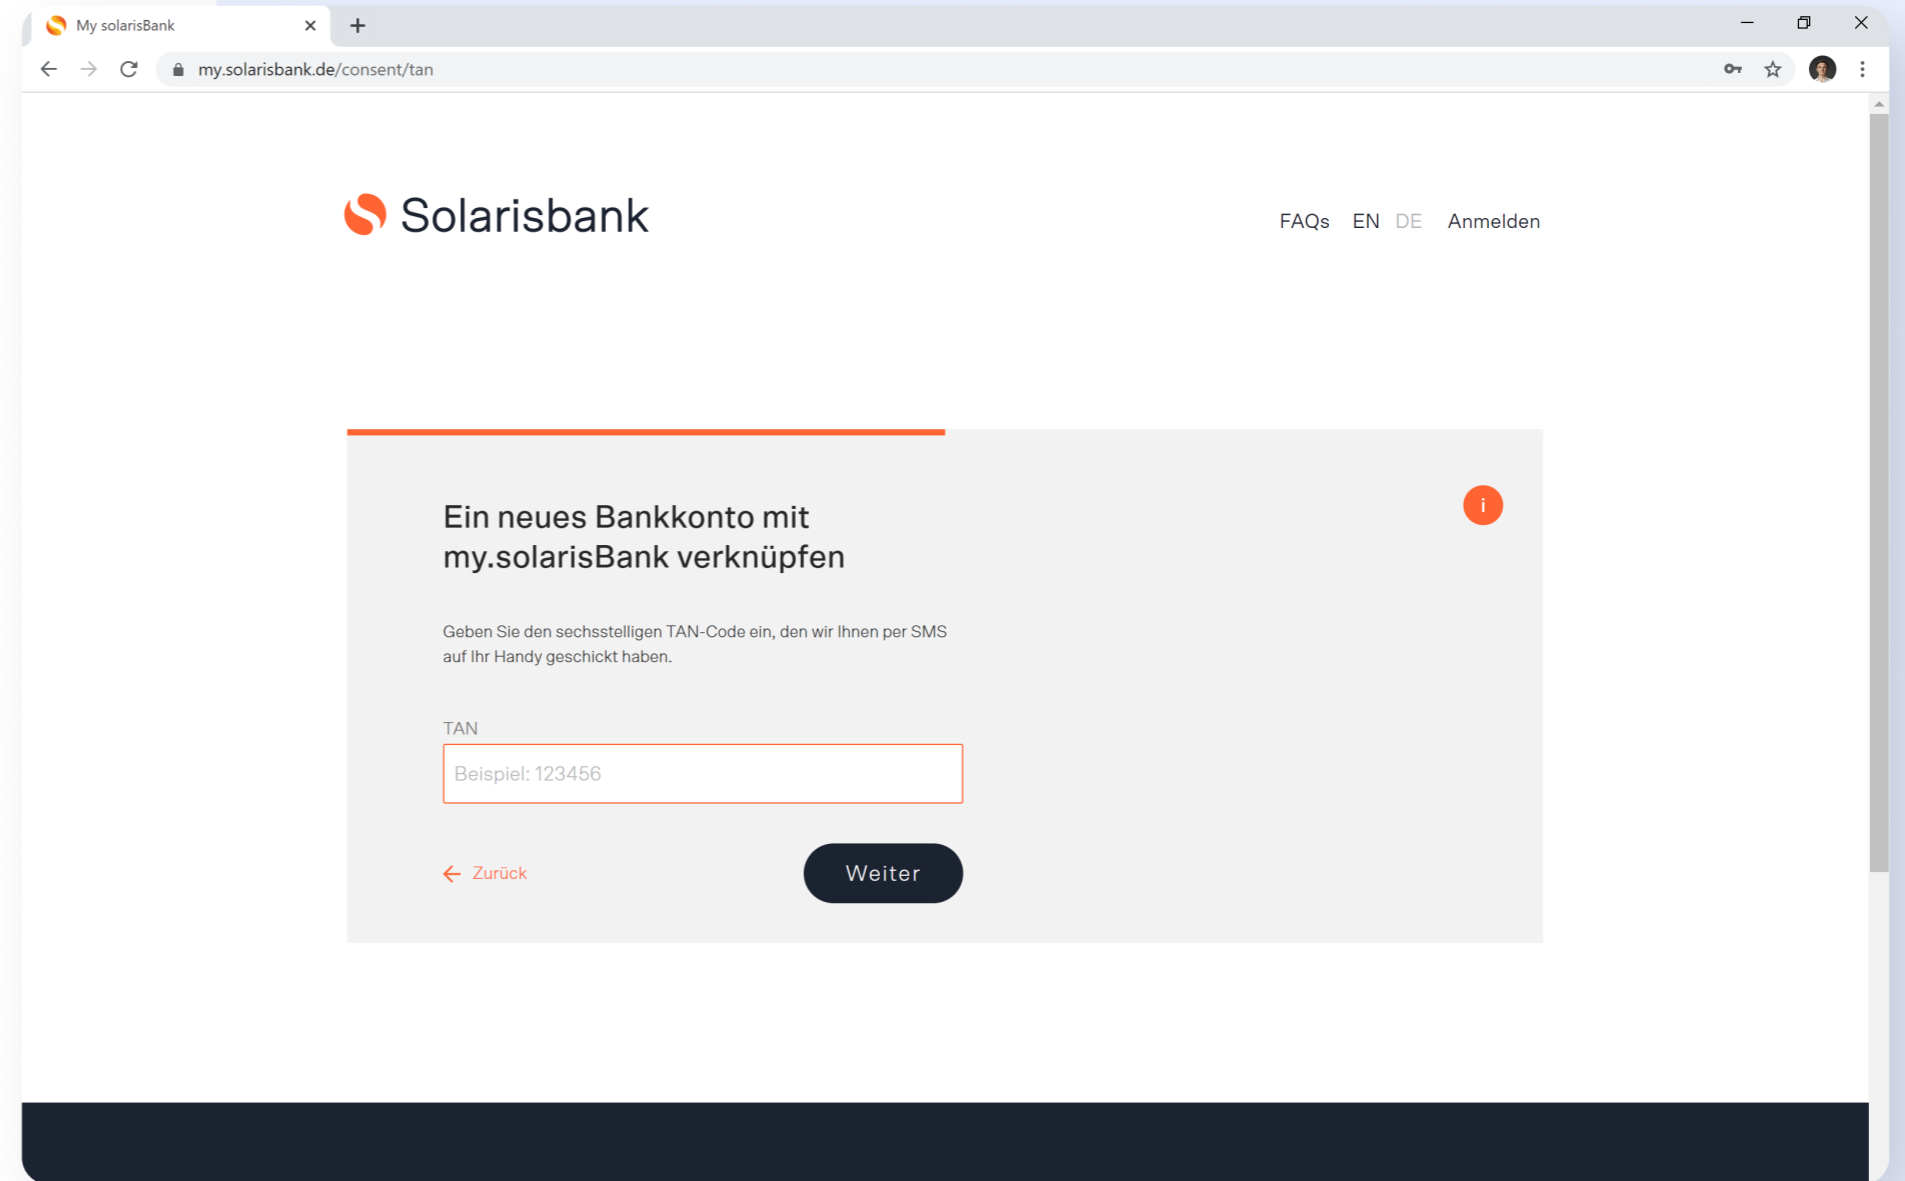 My solarisBank
my.solarisbank.de/consent/tan
Solarisbank
FAQs EN DE Anmelden
Ein neues Bankkonto mit
my.solarisBank verknüpfen
i
Geben Sie den sechsstelligen TAN-Code ein, den wir Ihnen per SMS
auf Ihr Handy geschickt haben.
TAN
Beispiel: 123456
Zurück
Weiter